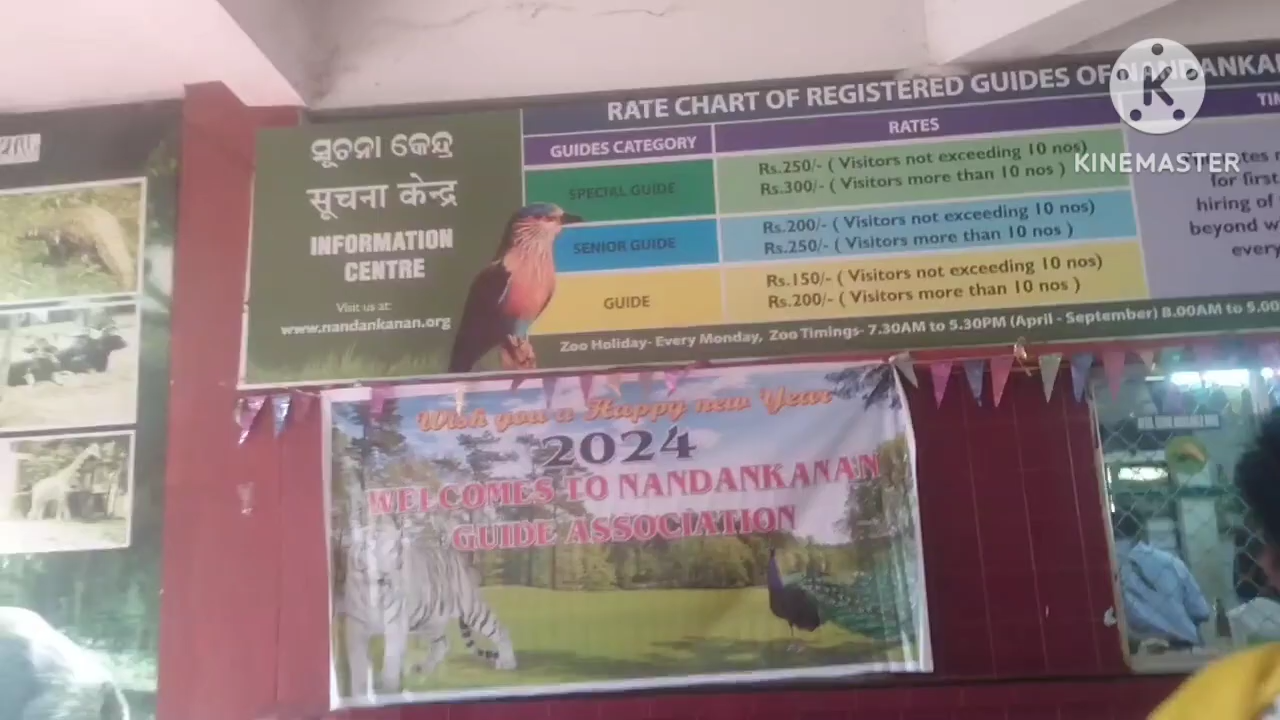 ସୂଚନା କେନ୍ଦ୍ର
सूचना केन्द्र
INFORMATION
CENTRE
Visit us at:
www.nandankanan.org
RATE CHART OF REGISTERED GUIDES OF NANDANKA
GUIDES CATEGORY
RATES
SPECIAL GUIDE
Rs.250/- ( Visitors not exceeding 10 nos)
Rs.300/- ( Visitors more than 10 nos )
SENIOR GUIDE
Rs.200/- ( Visitors not exceeding 10 nos)
Rs.250/- ( Visitors more than 10 nos )
GUIDE
Rs.150/- ( Visitors not exceeding 10 nos)
Rs.200/- ( Visitors more than 10 nos )
for first
hiring of
beyond w
every
Zoo Holiday- Every Monday, Zoo Timings- 7.30AM to 5.30PM (April - September) 8.00AM to 5.00
KINEMASTER
Wish you a Happy new Year
2024
WELCOMES TO NANDANKANAN
GUIDE ASSOCIATION